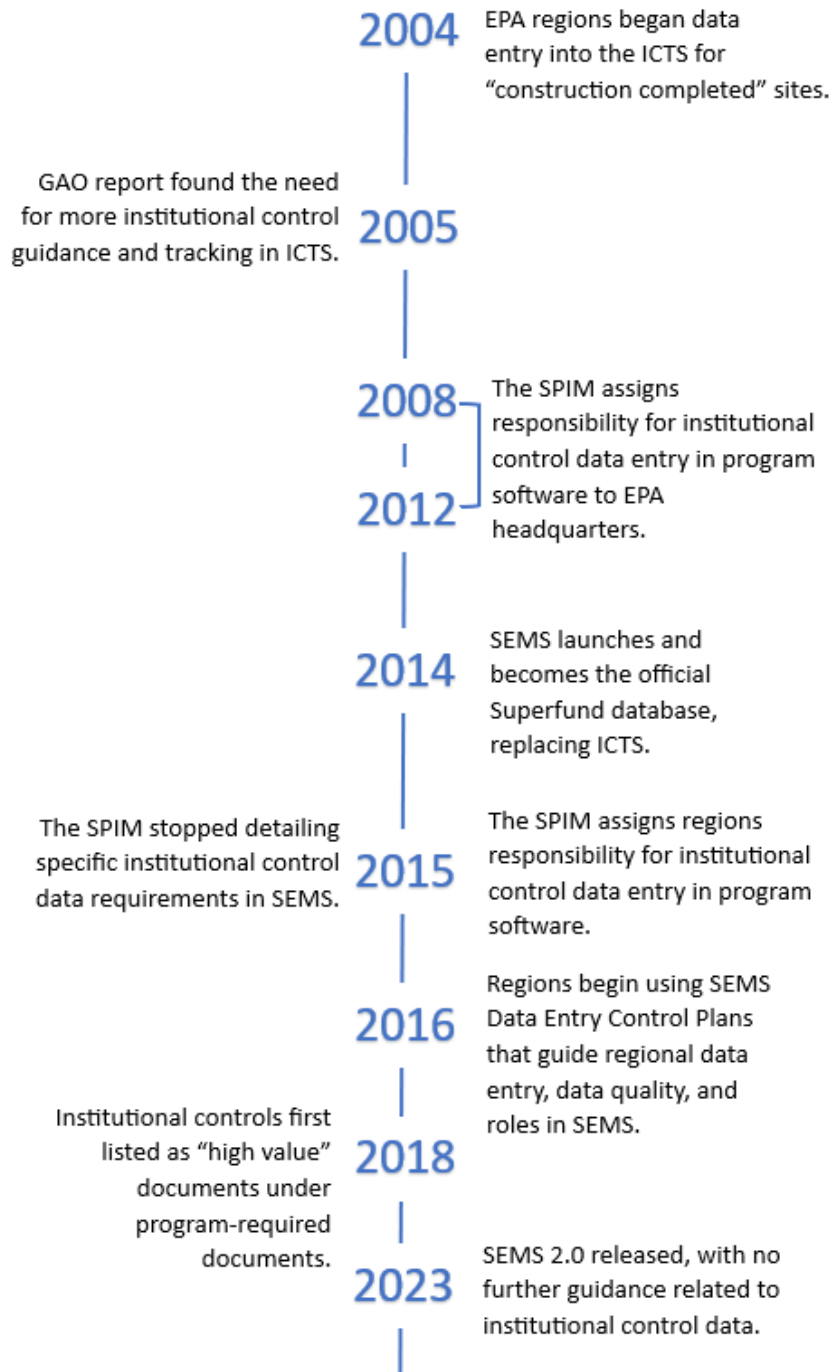 2004
EPA regions began data
entry into the ICTS for
“construction completed” sites.
GAO report found the need
for more institutional control
guidance and tracking in ICTS.
2005
2008
2012
The SPIM assigns
responsibility for institutional
control data entry in program
software to EPA
headquarters.
2014
SEMS launches and
becomes the official
Superfund database,
replacing ICTS.
The SPIM stopped detailing
specific institutional control
data requirements in SEMS.
2015
The SPIM assigns regions
responsibility for institutional
control data entry in program
software.
2016
Regions begin using SEMS
Data Entry Control Plans
that guide regional data
entry, data quality, and
roles in SEMS.
Institutional controls first
listed as “high value”
documents under
program-required
documents.
2018
2023
SEMS 2.0 released, with no
further guidance related to
institutional control data.